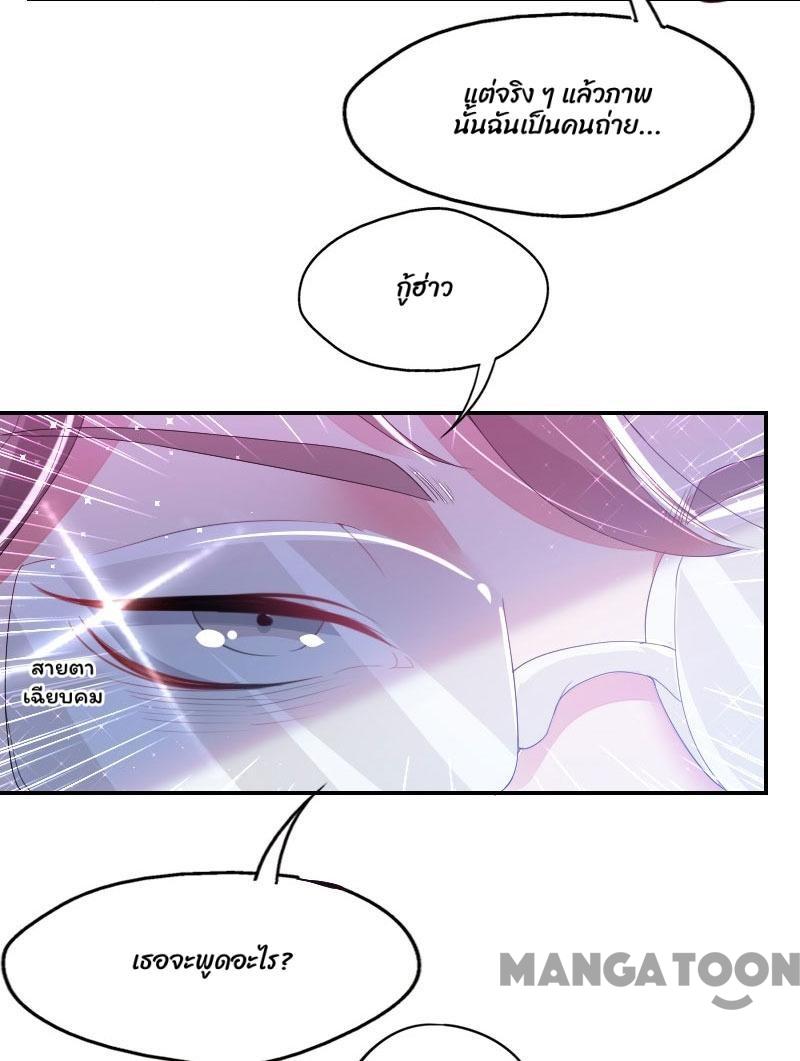 แต่จริง ๆ แล้วภาพ
นั้นฉันเป็นคนถ่าย...
กู้ฮ่าว
สายตา
เฉียบคม
เธอจะพูดอะไร?
MANGATOON